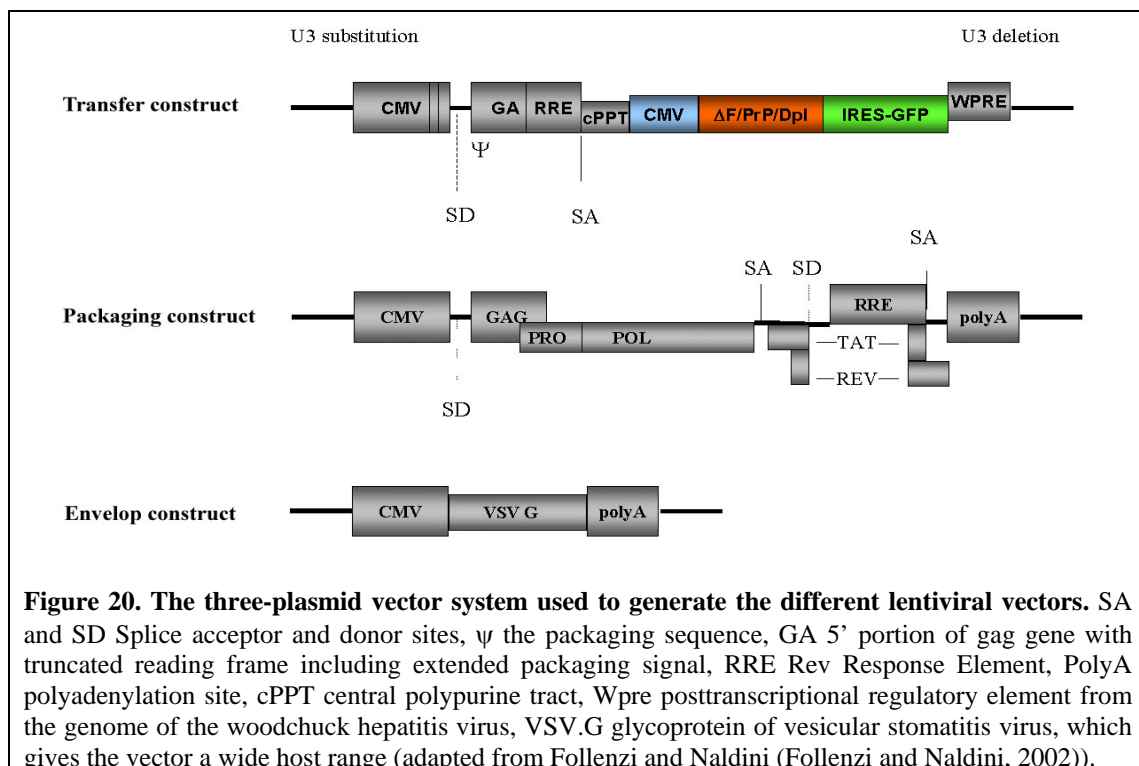 U3 substitution U3 deletion
Transfer construct CMV GA RRE cPPT CMV ΔF/PrP/Dpl IRES-GFP WPRE
Ψ
SD SA
SA SD SA
Packaging construct CMV GAG PRO POL RRE polyA
TAT
REV
SD
Envelop construct CMV VSV G polyA
Figure 20. The three-plasmid vector system used to generate the different lentiviral vectors. SA
and SD Splice acceptor and donor sites, ψ the packaging sequence, GA 5’ portion of gag gene with
truncated reading frame including extended packaging signal, RRE Rev Response Element, PolyA
polyadenylation site, cPPT central polypurine tract, Wpre posttranscriptional regulatory element from
the genome of the woodchuck hepatitis virus, VSV.G glycoprotein of vesicular stomatitis virus, which
gives the vector a wide host range (adapted from Follenzi and Naldini (Follenzi and Naldini, 2002)).